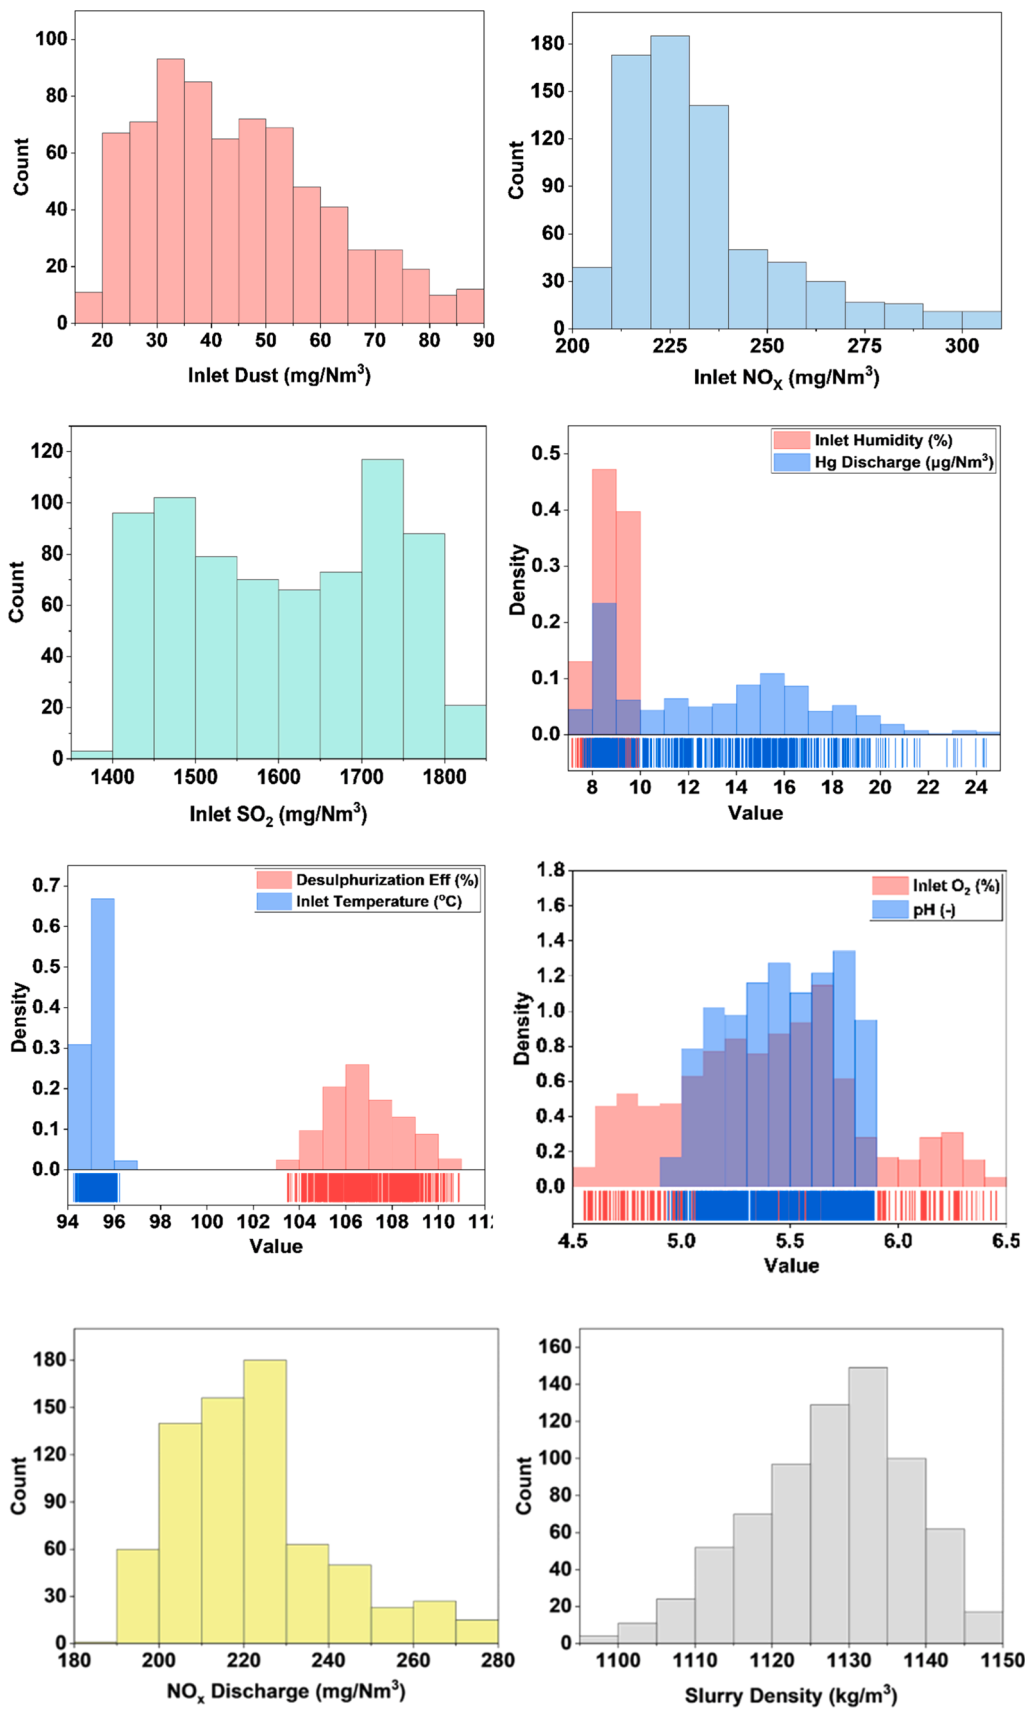 100
80
60
40
20
0
Count
20 30 40 50 60 70 80 90
Inlet Dust (mg/Nm³)
180
150
120
90
60
30
0
Count
200 225 250 275 300
Inlet NOX (mg/Nm³)
120
100
80
60
40
20
0
Count
1400 1500 1600 1700 1800
Inlet SO₂ (mg/Nm³)
Inlet Humidity (%)
Hg Discharge (µg/Nm³)
0.5
0.4
0.3
0.2
0.1
0.0
Density
8 10 12 14 16 18 20 22 24
Value
Desulphurization Eff (%)
Inlet Temperature (ºC)
0.7
0.6
0.5
0.4
0.3
0.2
0.1
0.0
Density
94 96 98 100 102 104 106 108 110
Value
Inlet O₂ (%)
pH (-)
1.8
1.6
1.4
1.2
1.0
0.8
0.6
0.4
0.2
0.0
Density
4.5 5.0 5.5 6.0 6.5
Value
180
150
120
90
60
30
0
Count
180 200 220 240 260 280
NOₓ Discharge (mg/Nm³)
160
140
120
100
80
60
40
20
0
Count
1100 1110 1120 1130 1140 1150
Slurry Density (kg/m³)